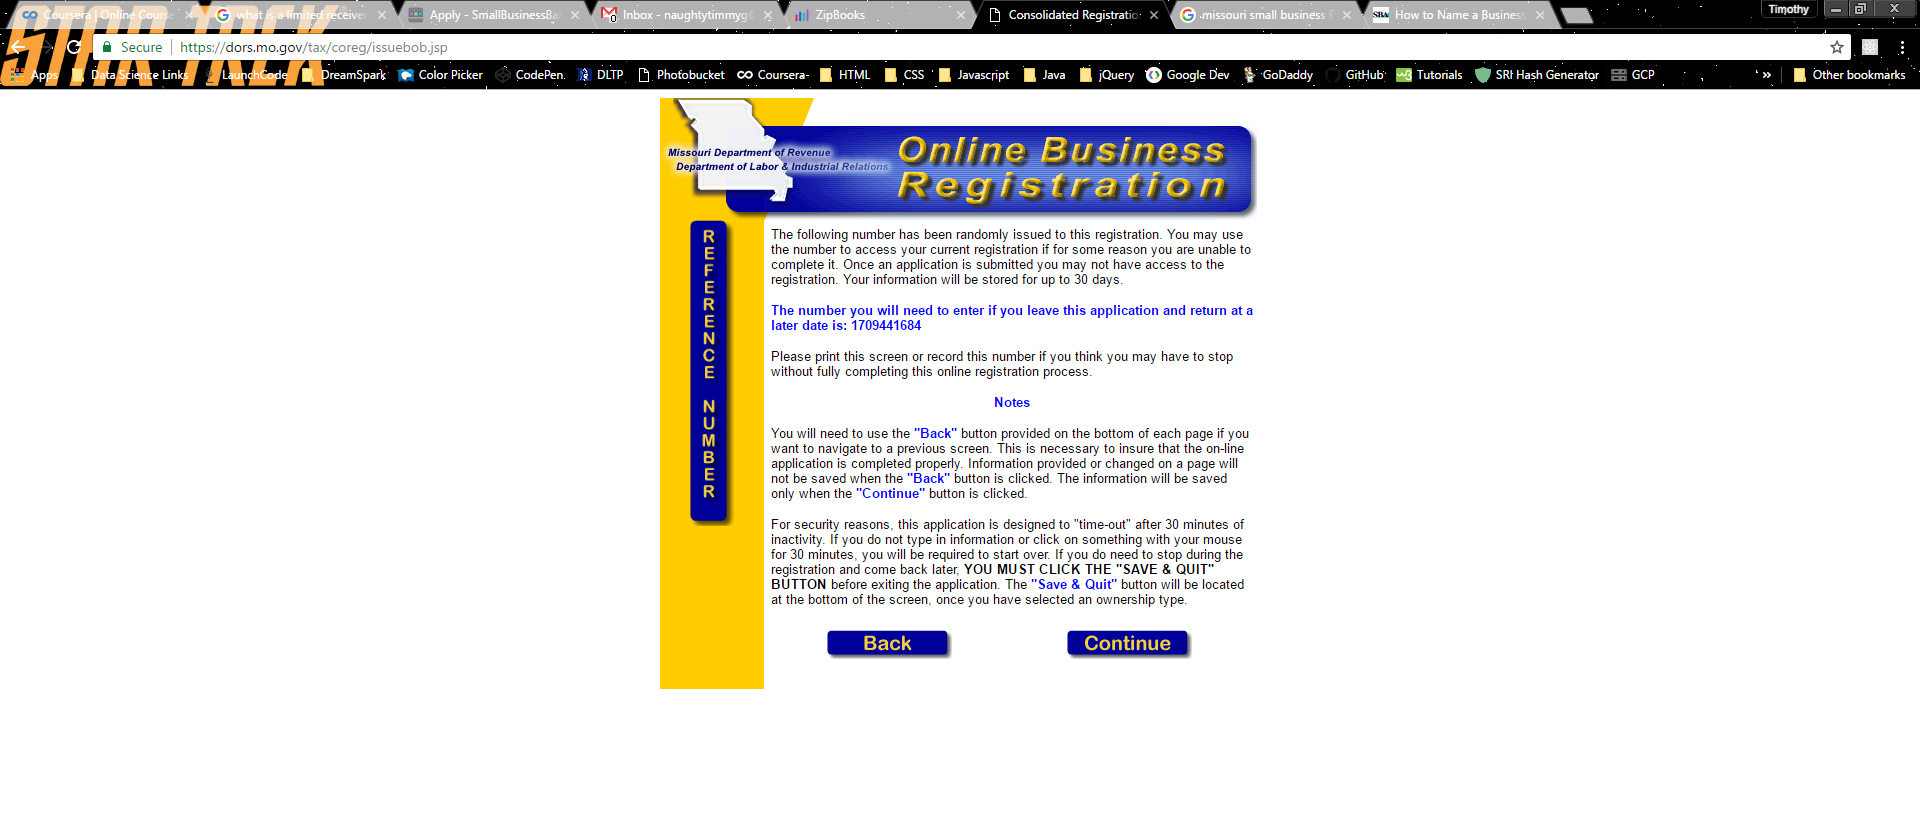 STAR TREK
Coursera | Online Cours
what is a limited receiver
Apply - SmallBusinessBa
Inbox - naughtytimmyg@
ZipBooks
Consolidated Registratio
missouri small business
How to Name a Business
Timothy
Secure
https://dors.mo.gov/tax/coreg/issuebob.jsp
Apps
Data Science Links
LaunchCode
DreamSpark
Color Picker
CodePen.
DLTP
Photobucket
Coursera-
HTML
CSS
Javascript
Java
jQuery
Google Dev
GoDaddy
GitHub
Tutorials
SRI Hash Generator
GCP
»
Other bookmarks
Missouri Department of Revenue
Department of Labor & Industrial Relations
Online Business
Registration
REFERENCE NUMBER
The following number has been randomly issued to this registration. You may use
the number to access your current registration if for some reason you are unable to
complete it. Once an application is submitted you may not have access to the
registration. Your information will be stored for up to 30 days.
The number you will need to enter if you leave this application and return at a
later date is: 1709441684
Please print this screen or record this number if you think you may have to stop
without fully completing this online registration process.
Notes
You will need to use the "Back" button provided on the bottom of each page if you
want to navigate to a previous screen. This is necessary to insure that the on-line
application is completed properly. Information provided or changed on a page will
not be saved when the "Back" button is clicked. The information will be saved
only when the "Continue" button is clicked.
For security reasons, this application is designed to "time-out" after 30 minutes of
inactivity. If you do not type in information or click on something with your mouse
for 30 minutes, you will be required to start over. If you do need to stop during the
registration and come back later, YOU MUST CLICK THE "SAVE & QUIT"
BUTTON before exiting the application. The "Save & Quit" button will be located
at the bottom of the screen, once you have selected an ownership type.
Back
Continue